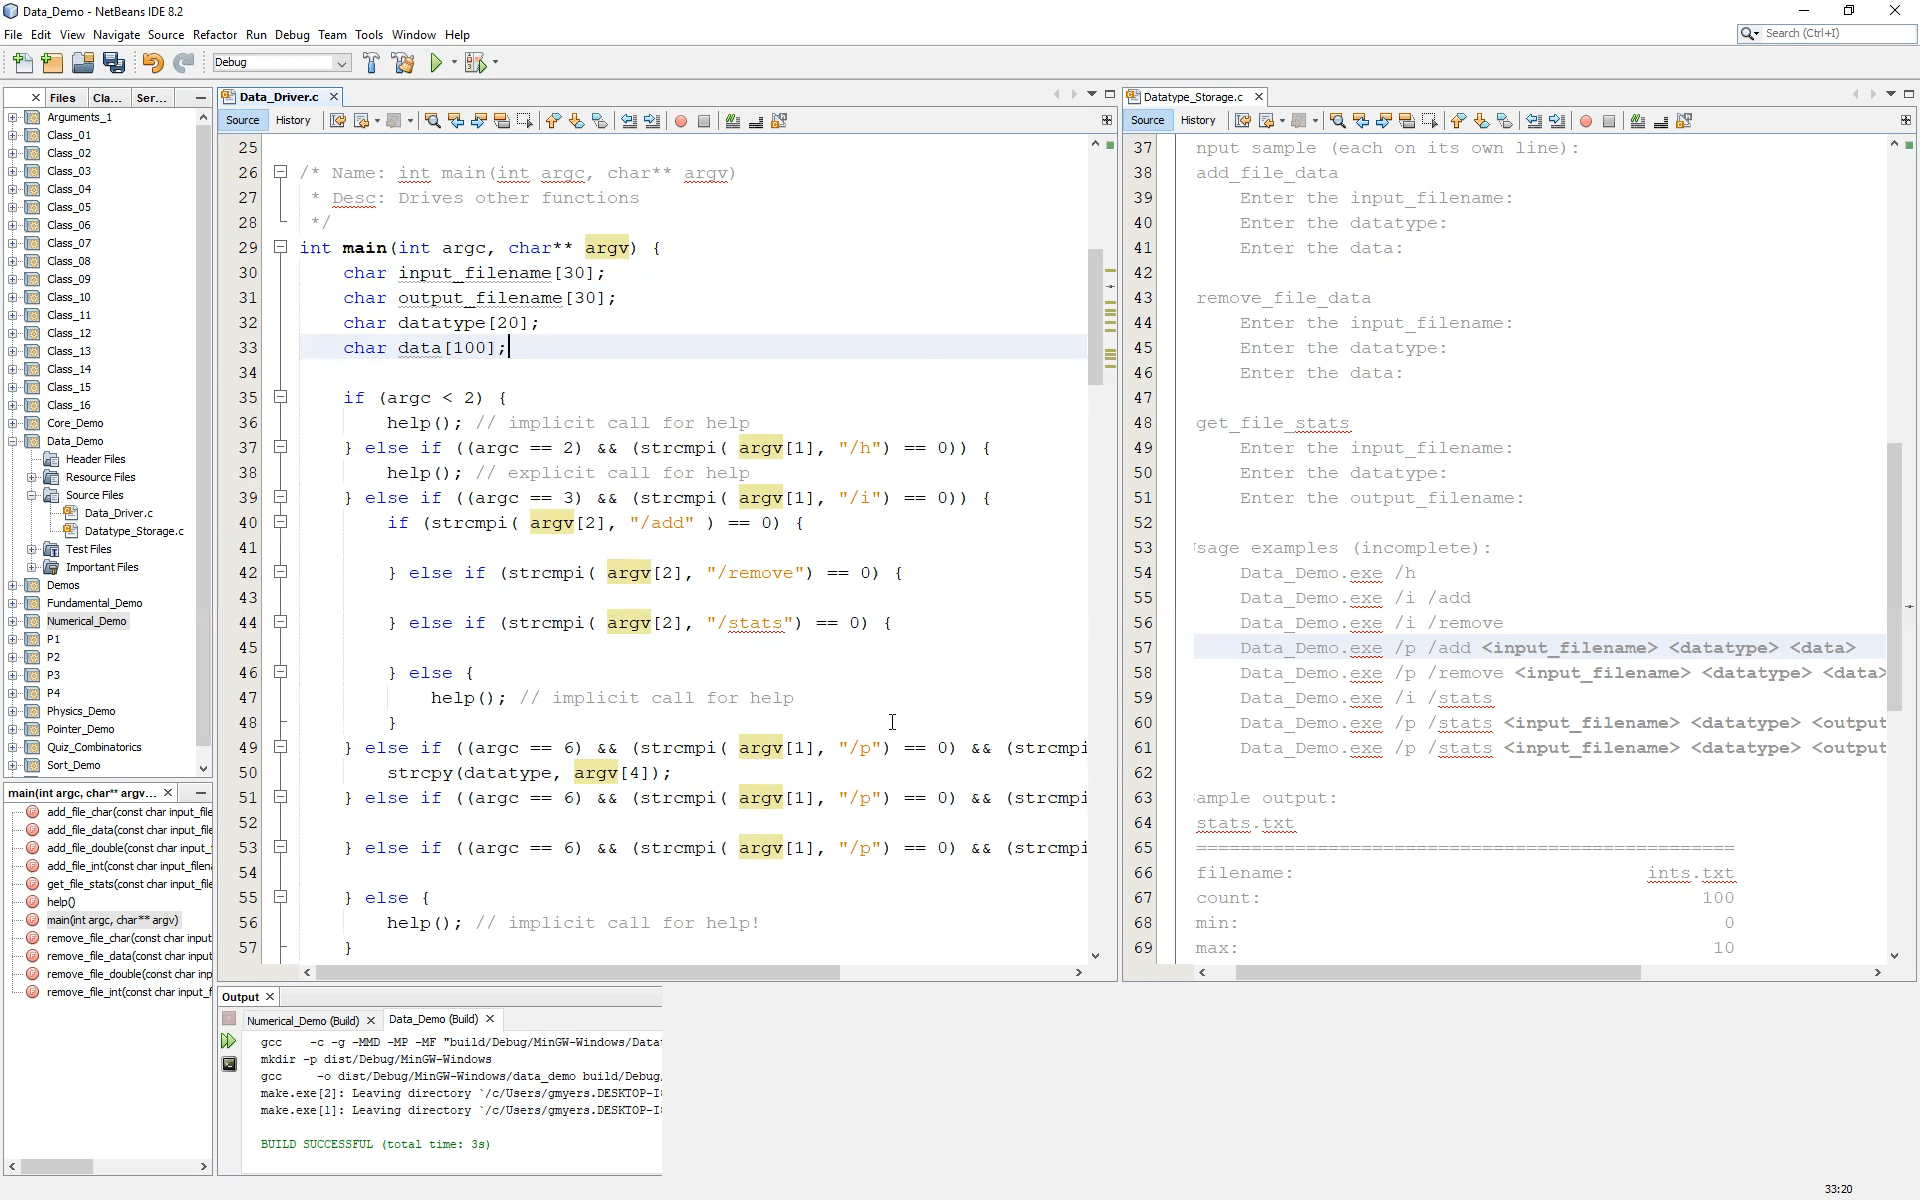 Data_Demo - NetBeans IDE 8.2
File Edit View Navigate Source Refactor Run Debug Team Tools Window Help
Search (Ctrl+I)
Debug
Files Cla... Ser...
Arguments_1
Class_01
Class_02
Class_03
Class_04
Class_05
Class_06
Class_07
Class_08
Class_09
Class_10
Class_11
Class_12
Class_13
Class_14
Class_15
Class_16
Core_Demo
Data_Demo
Header Files
Resource Files
Source Files
Data_Driver.c
Datatype_Storage.c
Test Files
Important Files
Demos
Fundamental_Demo
Numerical_Demo
P1
P2
P3
P4
Physics_Demo
Pointer_Demo
Quiz_Combinatorics
Sort_Demo
main(int argc, char** argv...
add_file_char(const char input_file
add_file_data(const char input_file
add_file_double(const char input_
add_file_int(const char input_filen
get_file_stats(const char input_file
help()
main(int argc, char** argv)
remove_file_char(const char input
remove_file_data(const char input
remove_file_double(const char inp
remove_file_int(const char input_f
Data_Driver.c
Source History
25
26 /* Name: int main(int argc, char** argv)
27 * Desc: Drives other functions
28 */
29 int main(int argc, char** argv) {
30 char input_filename[30];
31 char output_filename[30];
32 char datatype[20];
33 char data[100];
34
35 if (argc < 2) {
36 help(); // implicit call for help
37 } else if ((argc == 2) && (strcmpi( argv[1], "/h") == 0)) {
38 help(); // explicit call for help
39 } else if ((argc == 3) && (strcmpi( argv[1], "/i") == 0)) {
40 if (strcmpi( argv[2], "/add" ) == 0) {
41
42 } else if (strcmpi( argv[2], "/remove") == 0) {
43
44 } else if (strcmpi( argv[2], "/stats") == 0) {
45
46 } else {
47 help(); // implicit call for help
48 }
49 } else if ((argc == 6) && (strcmpi( argv[1], "/p") == 0) && (strcmpi
50 strcpy(datatype, argv[4]);
51 } else if ((argc == 6) && (strcmpi( argv[1], "/p") == 0) && (strcmpi
52
53 } else if ((argc == 6) && (strcmpi( argv[1], "/p") == 0) && (strcmpi
54
55 } else {
56 help(); // implicit call for help!
57 }
Datatype_Storage.c
Source History
37 nput sample (each on its own line):
38 add_file_data
39 Enter the input_filename:
40 Enter the datatype:
41 Enter the data:
42
43 remove_file_data
44 Enter the input_filename:
45 Enter the datatype:
46 Enter the data:
47
48 get_file_stats
49 Enter the input_filename:
50 Enter the datatype:
51 Enter the output_filename:
52
53 sage examples (incomplete):
54 Data_Demo.exe /h
55 Data_Demo.exe /i /add
56 Data_Demo.exe /i /remove
57 Data_Demo.exe /p /add <input_filename> <datatype> <data>
58 Data_Demo.exe /p /remove <input_filename> <datatype> <data>
59 Data_Demo.exe /i /stats
60 Data_Demo.exe /p /stats <input_filename> <datatype> <output
61 Data_Demo.exe /p /stats <input_filename> <datatype> <output
62
63 ample output:
64 stats.txt
65 =================================================
66 filename: ints.txt
67 count: 100
68 min: 0
69 max: 10
Output
Numerical_Demo (Build) Data_Demo (Build)
gcc -c -g -MMD -MP -MF "build/Debug/MinGW-Windows/Data
mkdir -p dist/Debug/MinGW-Windows
gcc -o dist/Debug/MinGW-Windows/data_demo build/Debug
make.exe[2]: Leaving directory `/c/Users/gmyers.DESKTOP-I
make.exe[1]: Leaving directory `/c/Users/gmyers.DESKTOP-I
BUILD SUCCESSFUL (total time: 3s)
33:20